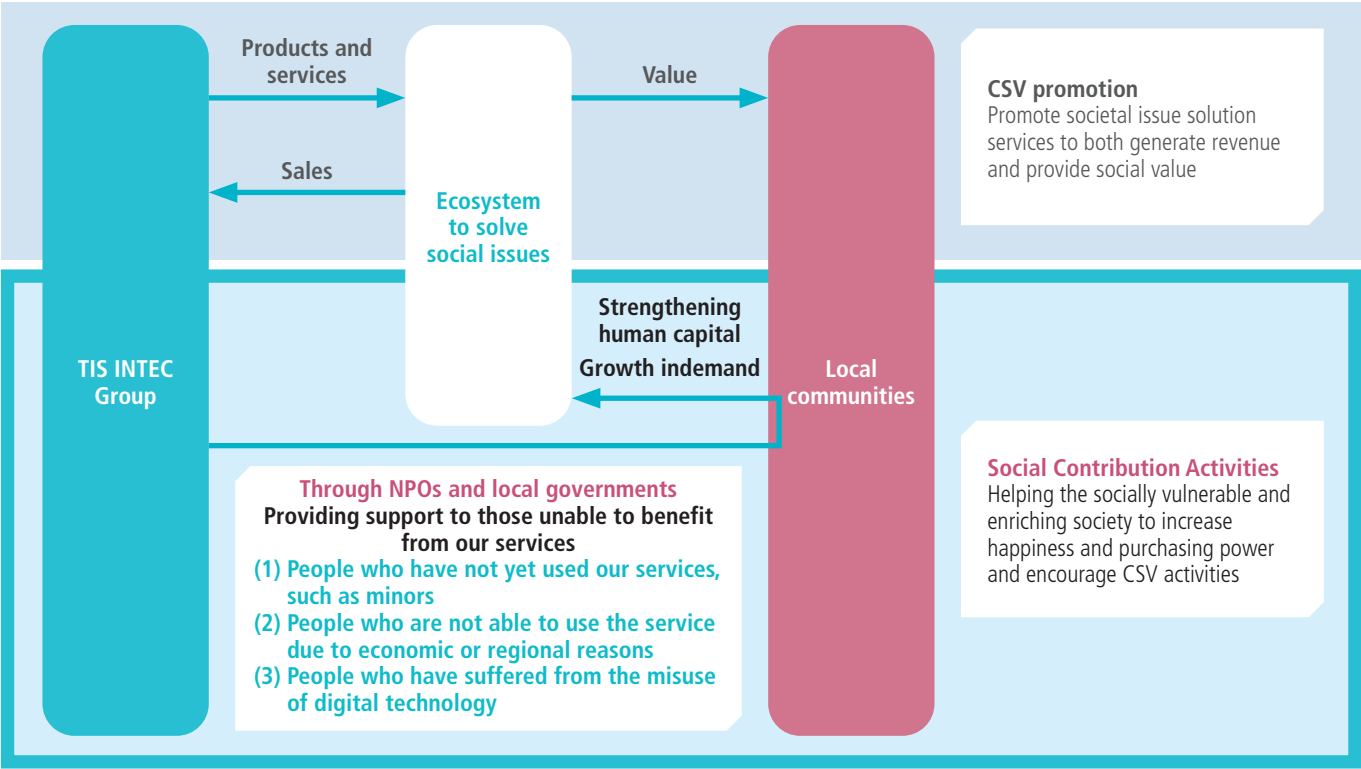 Products and
services
Value
Sales
Ecosystem
to solve
social issues
CSV promotion
Promote societal issue solution
services to both generate revenue
and provide social value
TIS INTEC
Group
Strengthening
human capital
Growth indemand
Local
communities
Through NPOs and local governments
Providing support to those unable to benefit
from our services
(1) People who have not yet used our services,
such as minors
(2) People who are not able to use the service
due to economic or regional reasons
(3) People who have suffered from the misuse
of digital technology
Social Contribution Activities
Helping the socially vulnerable and
enriching society to increase
happiness and purchasing power
and encourage CSV activities